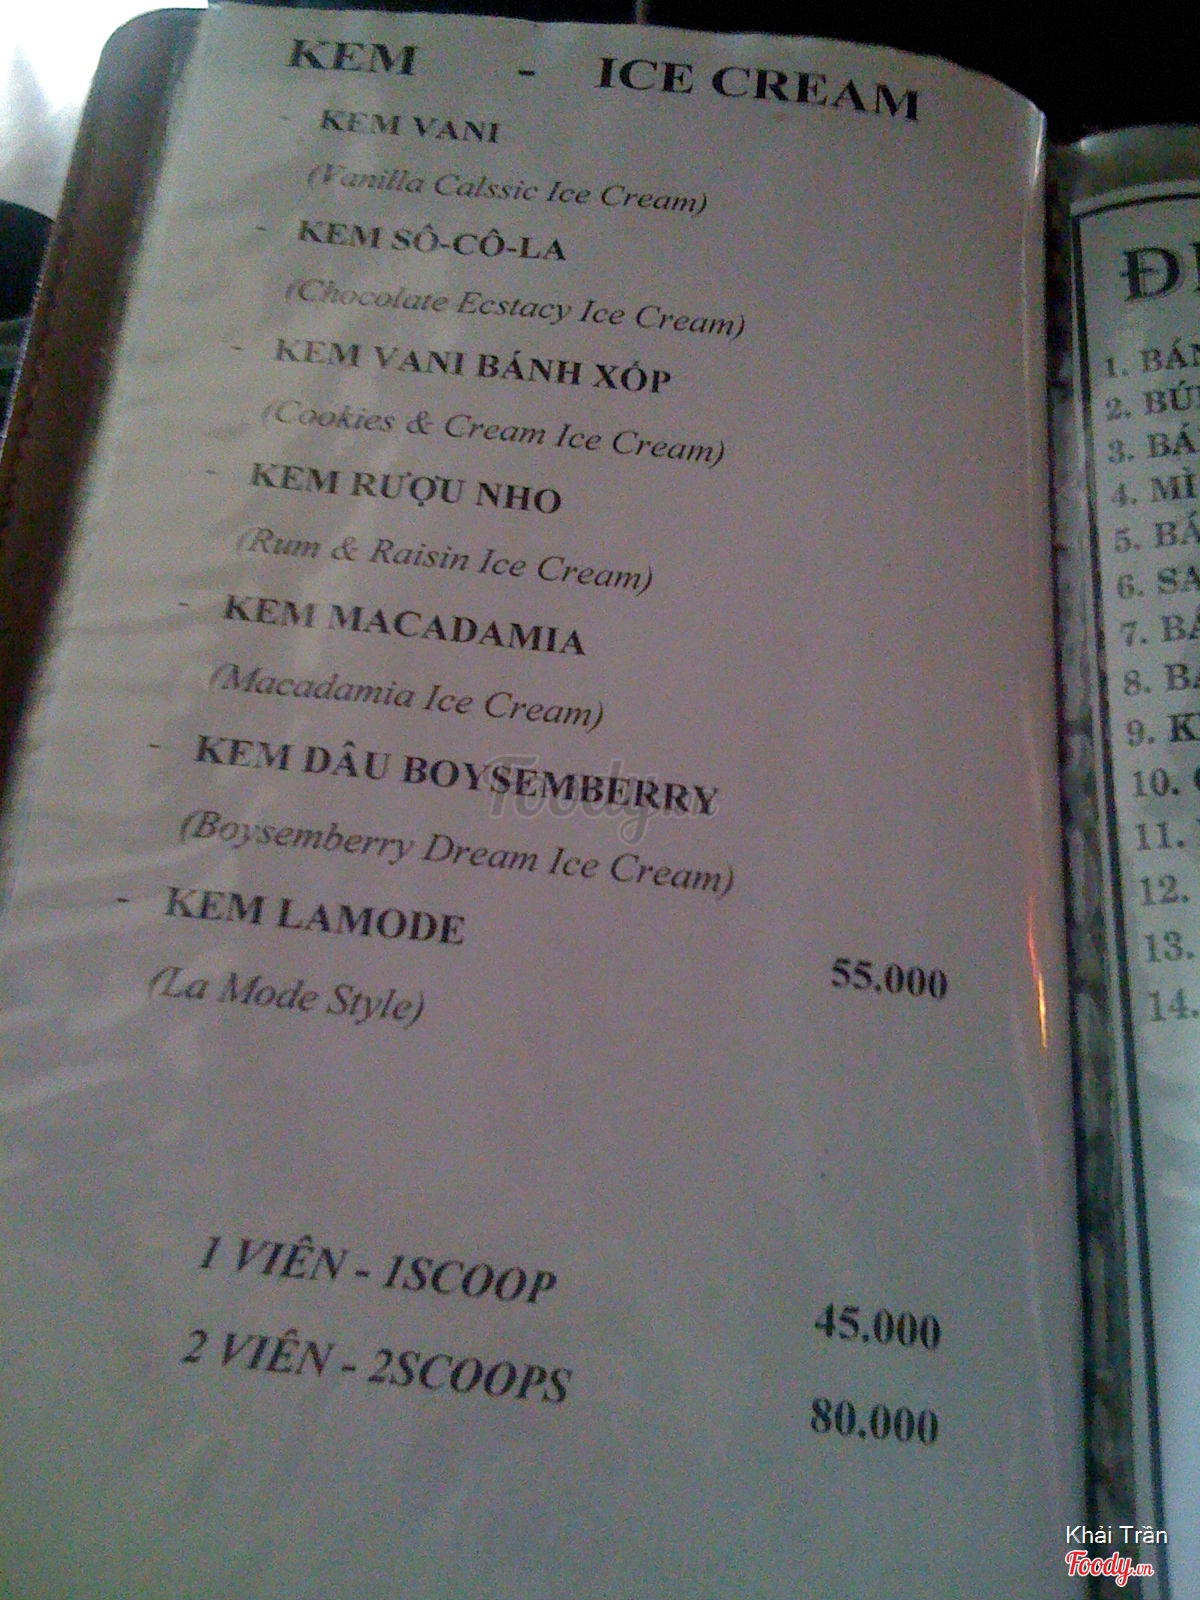 KEM - ICE CREAM
- KEM VANI
(Vanilla Calssic Ice Cream)
- KEM SÔ-CÔ-LA
(Chocolate Ecstacy Ice Cream)
- KEM VANI BÁNH XỐP
(Cookies & Cream Ice Cream)
- KEM RƯỢU NHO
(Rum & Raisin Ice Cream)
- KEM MACADAMIA
(Macadamia Ice Cream)
- KEM DÂU BOYSEMBERRY
(Boysemberry Dream Ice Cream)
- KEM LAMODE 55.000
(La Mode Style)
1 VIÊN - 1SCOOP 45.000
2 VIÊN - 2SCOOPS 80.000
1.
2.
3.
4. MÌ
5.
6.
7.
8.
9.
10.
11.
12.
13.
14.
Foody.vn
Khải Trần
Foody.vn